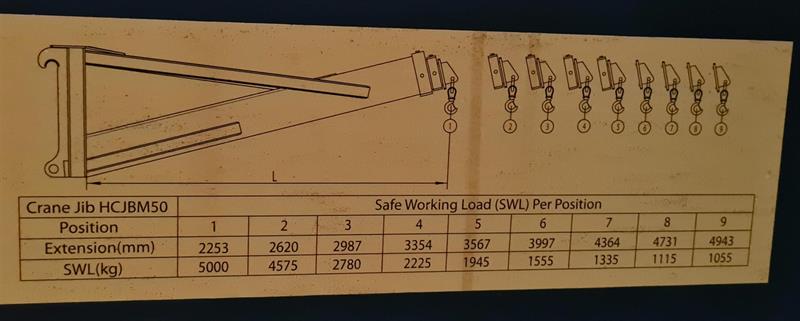 1 2 3 4 5 6 7 8 9
L
Crane Jib HCJBM50 Safe Working Load (SWL) Per Position
Position 1 2 3 4 5 6 7 8 9
Extension(mm) 2253 2620 2987 3354 3567 3997 4364 4731 4943
SWL(kg) 5000 4575 2780 2225 1945 1555 1335 1115 1055